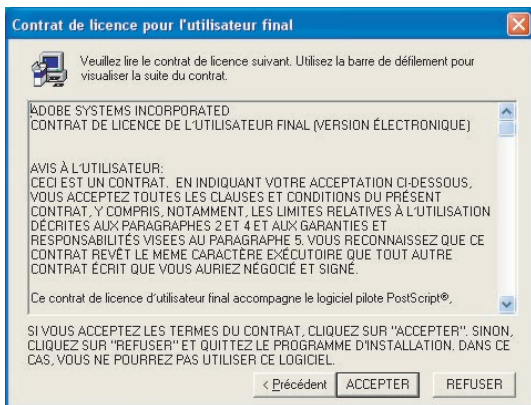 Contrat de licence pour l'utilisateur final
Veuillez lire le contrat de licence suivant. Utilisez la barre de défilement pour
visualiser la suite du contrat.
ADOBE SYSTEMS INCORPORATED
CONTRAT DE LICENCE DE L'UTILISATEUR FINAL (VERSION ÉLECTRONIQUE)
AVIS À L'UTILISATEUR:
CECI EST UN CONTRAT. EN INDIQUANT VOTRE ACCEPTATION CI-DESSOUS,
VOUS ACCEPTEZ TOUTES LES CLAUSES ET CONDITIONS DU PRÉSENT
CONTRAT, Y COMPRIS, NOTAMMENT, LES LIMITES RELATIVES À L'UTILISATION
DÉCRITES AUX PARAGRAPHES 2 ET 4 ET AUX GARANTIES ET
RESPONSABILITÉS VISEES AU PARAGRAPHE 5. VOUS RECONNAISSEZ QUE CE
CONTRAT REVÊT LE MEME CARACTÈRE EXÉCUTOIRE QUE TOUT AUTRE
CONTRAT ÉCRIT QUE VOUS AURIEZ NÉGOCIÉ ET SIGNÉ.
Ce contrat de licence d'utilisateur final accompagne le logiciel pilote PostScript®,
SI VOUS ACCEPTEZ LES TERMES DU CONTRAT, CLIQUEZ SUR "ACCEPTER". SINON,
CLIQUEZ SUR "REFUSER" ET QUITTEZ LE PROGRAMME D'INSTALLATION. DANS CE
CAS, VOUS NE POURREZ PAS UTILISER CE LOGICIEL.
< Précédent ACCEPTER REFUSER